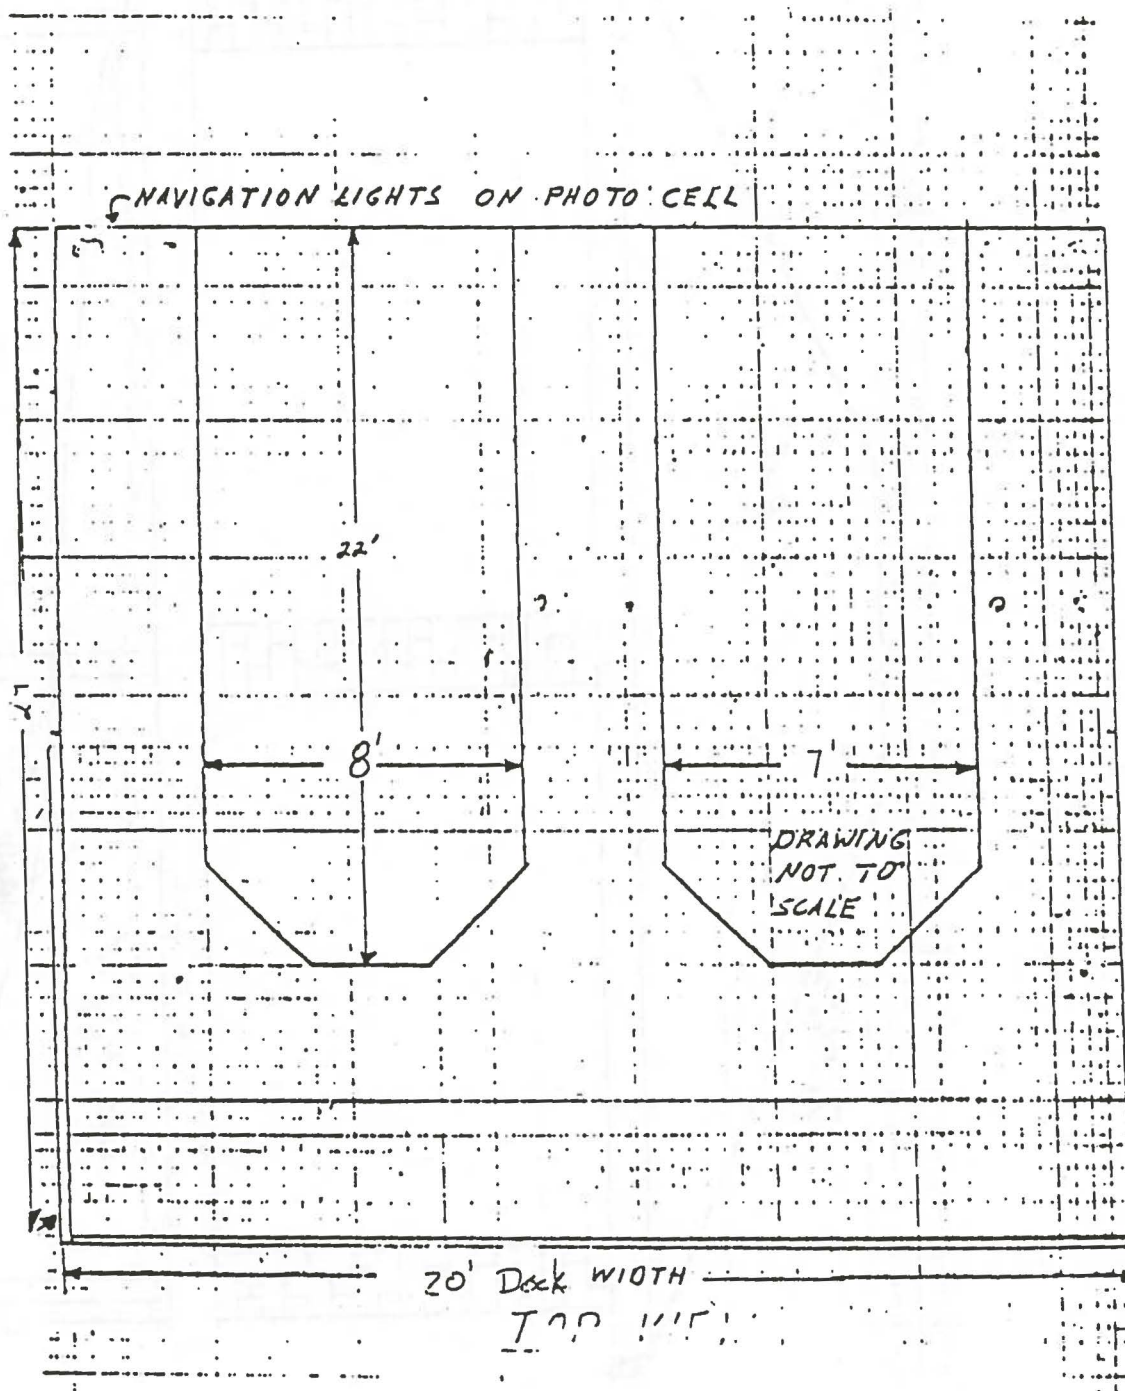 NAVIGATION LIGHTS ON PHOTO CELL
22'
8'
7'
DRAWING
NOT TO
SCALE
20' Dock WIDTH